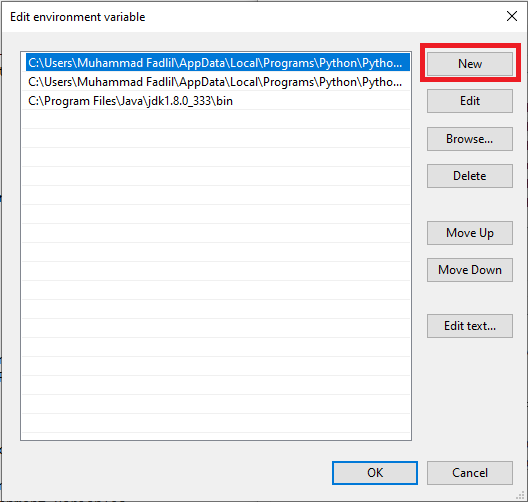 Edit environment variable
C:\Users\Muhammad Fadlil\AppData\Local\Programs\Python\Pytho...
New
C:\Users\Muhammad Fadlil\AppData\Local\Programs\Python\Pytho...
C:\Program Files\Java\jdk1.8.0_333\bin
Edit
Browse...
Delete
Move Up
Move Down
Edit text...
OK
Cancel